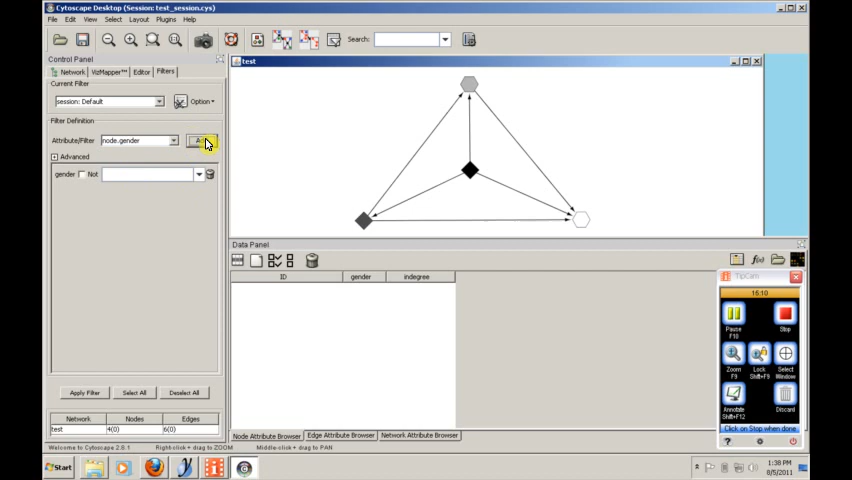 Cytoscape Desktop (Session: test_session.cys)
File Edit View Select Layout Plugins Help
Search:
Control Panel
Network VizMapper™ Editor Filters
Current Filter
session: Default
Option
Filter Definition
Attribute/Filter node.gender
Advanced
gender Not
Apply Filter Select All Deselect All
Network Nodes Edges
test 4(0) 6(0)
test
Data Panel
f(x)
ID gender indegree
Node Attribute Browser Edge Attribute Browser Network Attribute Browser
Welcome to Cytoscape 2.8.1 Right-click + drag to ZOOM Middle-click + drag to PAN
TipCam
15:10
Pause F10
Stop
Zoom F9
Lock Shift+F9
Select Window
Annotate Shift+F12
Discard
Click on Stop when done
Start
1:38 PM
8/5/2011